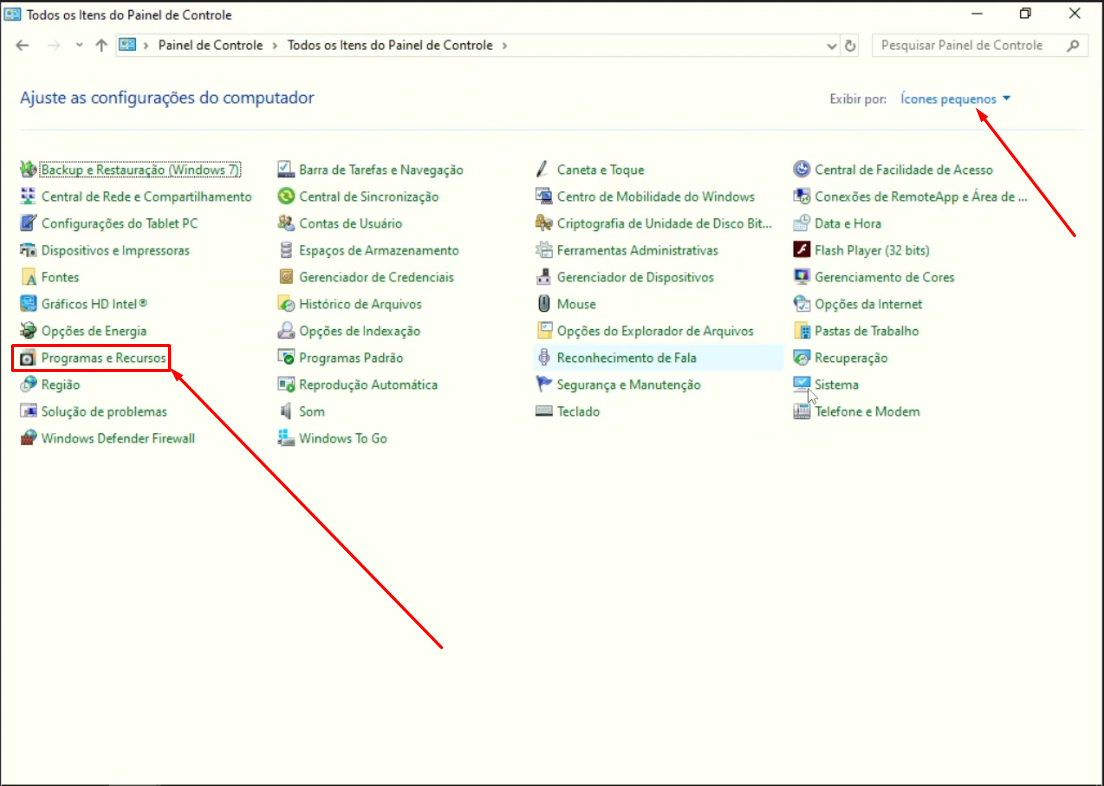 Todos os Itens do Painel de Controle
Painel de Controle > Todos os Itens do Painel de Controle >
Pesquisar Painel de Controle
Ajuste as configurações do computador
Exibir por: Ícones pequenos
Backup e Restauração (Windows 7)
Barra de Tarefas e Navegação
Caneta e Toque
Central de Facilidade de Acesso
Central de Rede e Compartilhamento
Central de Sincronização
Centro de Mobilidade do Windows
Conexões de RemoteApp e Área de ...
Configurações do Tablet PC
Contas de Usuário
Criptografia de Unidade de Disco Bit...
Data e Hora
Dispositivos e Impressoras
Espaços de Armazenamento
Ferramentas Administrativas
Flash Player (32 bits)
Fontes
Gerenciador de Credenciais
Gerenciador de Dispositivos
Gerenciamento de Cores
Gráficos HD Intel®
Histórico de Arquivos
Mouse
Opções da Internet
Opções de Energia
Opções de Indexação
Opções do Explorador de Arquivos
Pastas de Trabalho
Programas e Recursos
Programas Padrão
Reconhecimento de Fala
Recuperação
Região
Reprodução Automática
Segurança e Manutenção
Sistema
Solução de problemas
Som
Teclado
Telefone e Modem
Windows Defender Firewall
Windows To Go